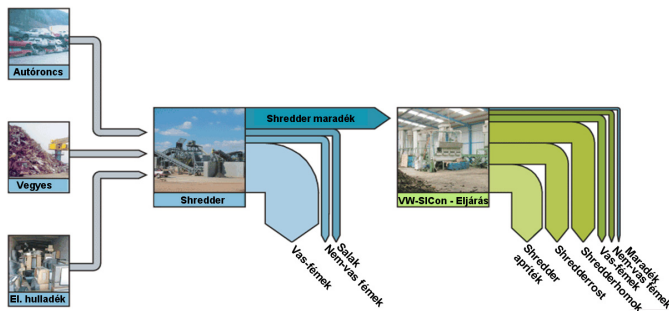 Autóroncs
Vegyes
El. hulladék
Shredder
Shredder maradék
Vas-fémek
Nem-vas fémek
Salak
VW-SICon - Eljárás
Shredder
apríték
Shredderrost
Shredderhomok
Vas-fémek
Nem-vas fémek
Maradék